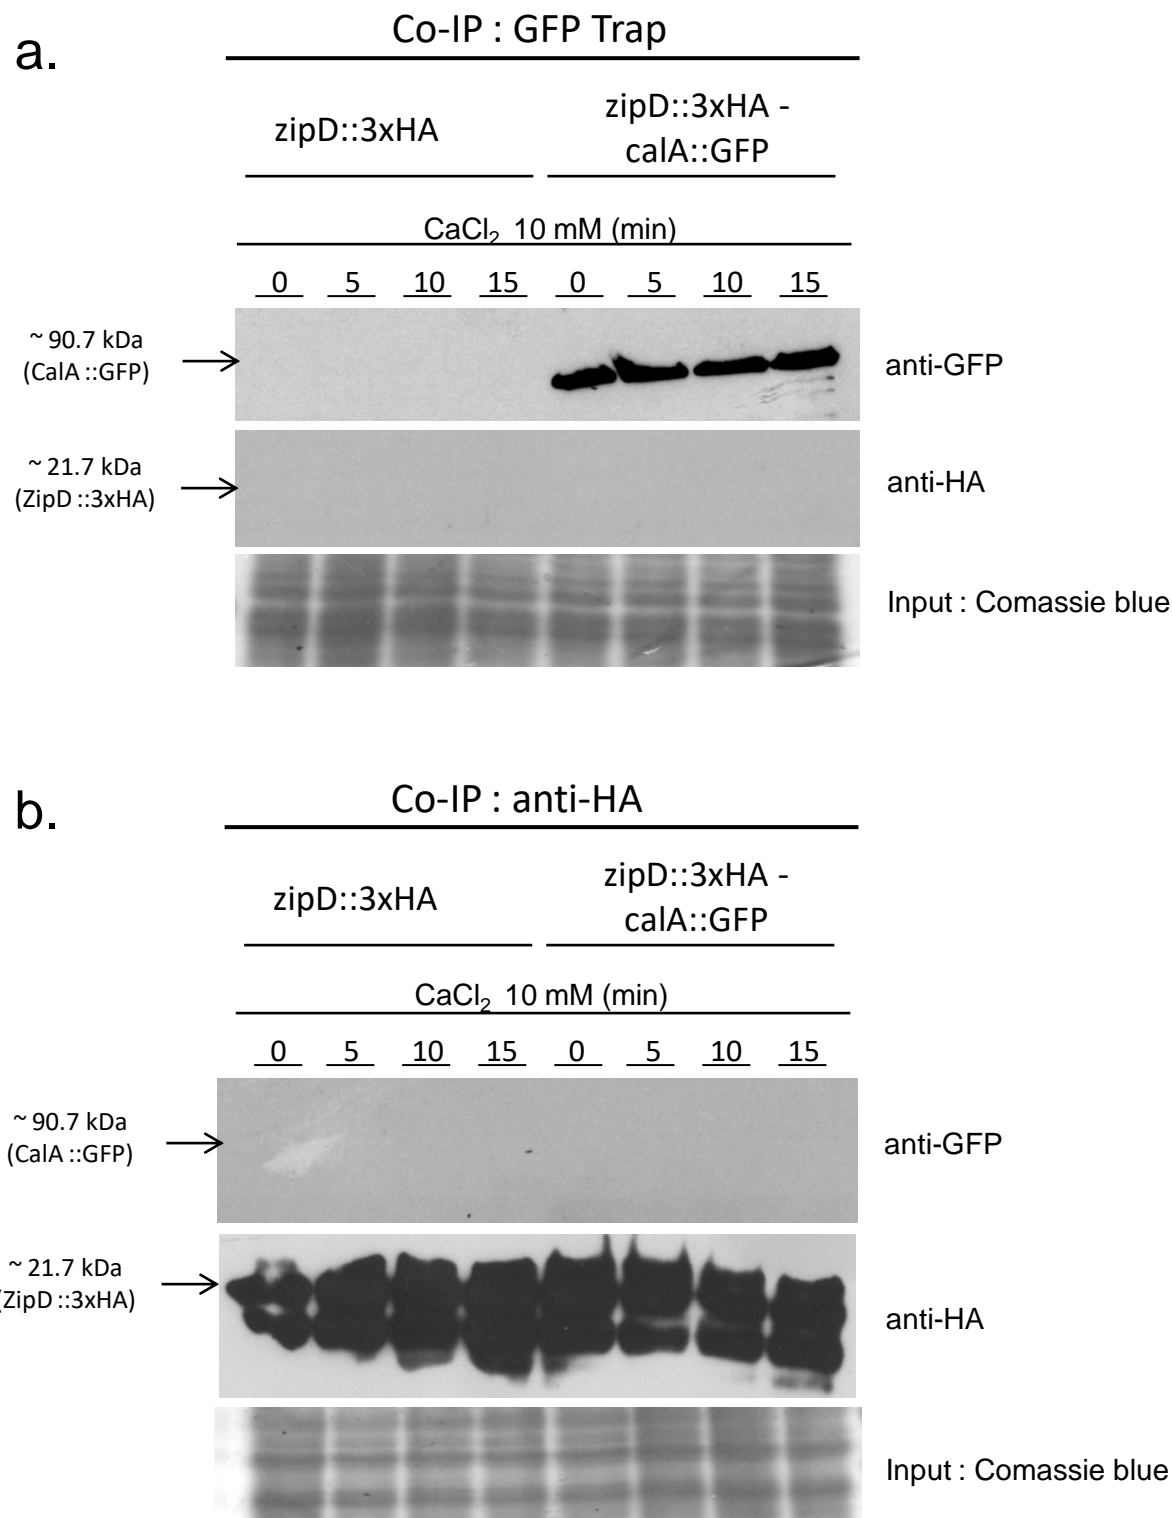 a.
Co-IP : GFP Trap
zipD::3xHA
zipD::3xHA -
calA::GFP
CaCl₂ 10 mM (min)
0 5 10 15 0 5 10 15
~ 90.7 kDa
(CalA ::GFP)
anti-GFP
~ 21.7 kDa
(ZipD ::3xHA)
anti-HA
Input : Comassie blue
b.
Co-IP : anti-HA
zipD::3xHA
zipD::3xHA -
calA::GFP
CaCl₂ 10 mM (min)
0 5 10 15 0 5 10 15
~ 90.7 kDa
(CalA ::GFP)
anti-GFP
~ 21.7 kDa
(ZipD ::3xHA)
anti-HA
Input : Comassie blue